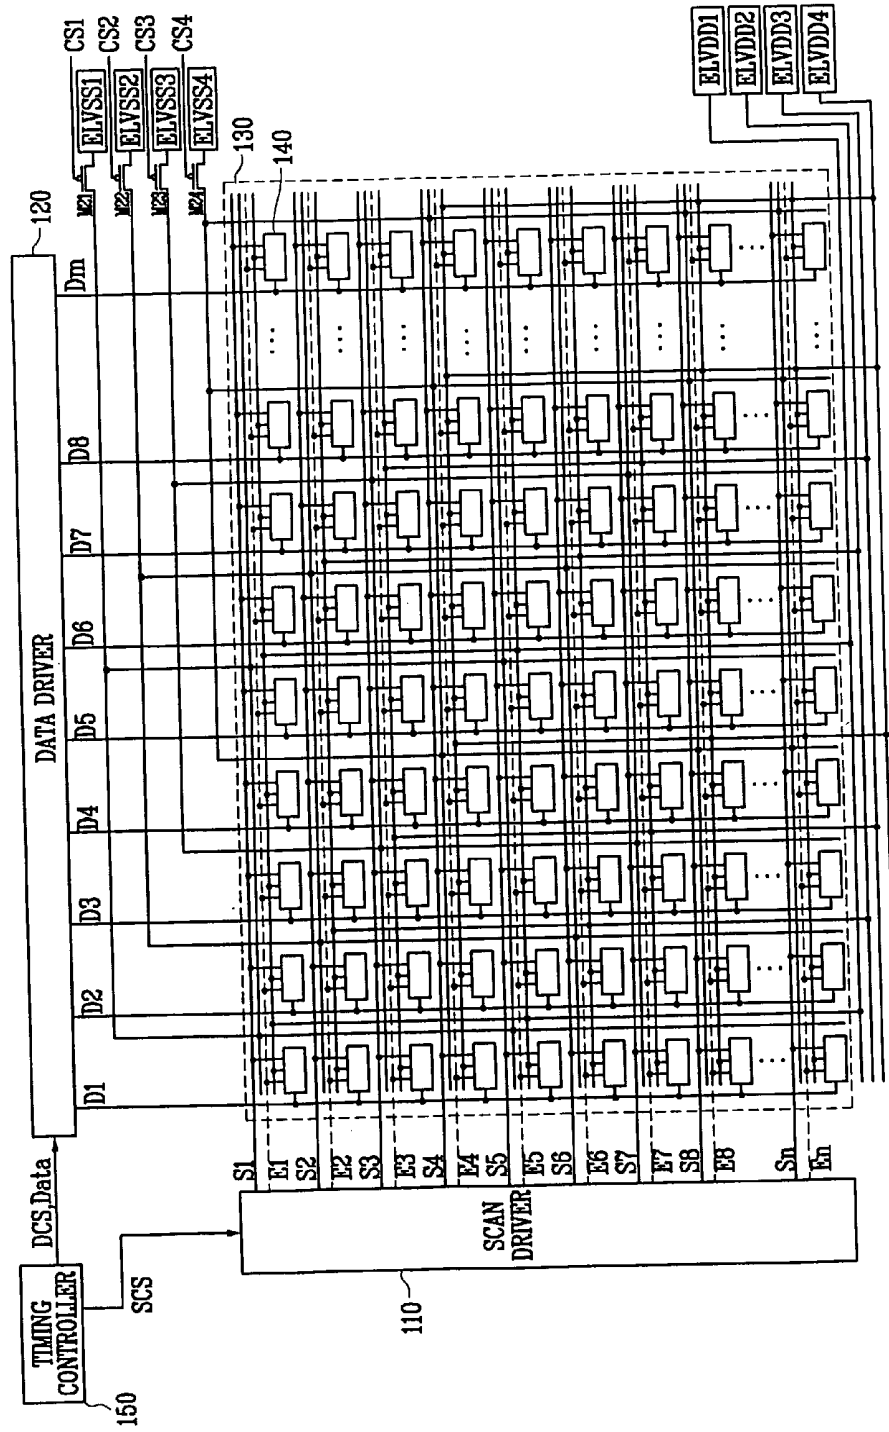 150
TIMING
CONTROLLER
DCS,Data
SCS
DATA DRIVER
120
D1
D2
D3
D4
D5
D6
D7
D8
Dm
CS1
CS2
CS3
CS4
M21
M22
M23
M24
ELVSS1
ELVSS2
ELVSS3
ELVSS4
130
140
110
SCAN
DRIVER
S1
E1
S2
E2
S3
E3
S4
E4
S5
E5
S6
E6
S7
E7
S8
E8
Sn
En
ELVDD1
ELVDD2
ELVDD3
ELVDD4